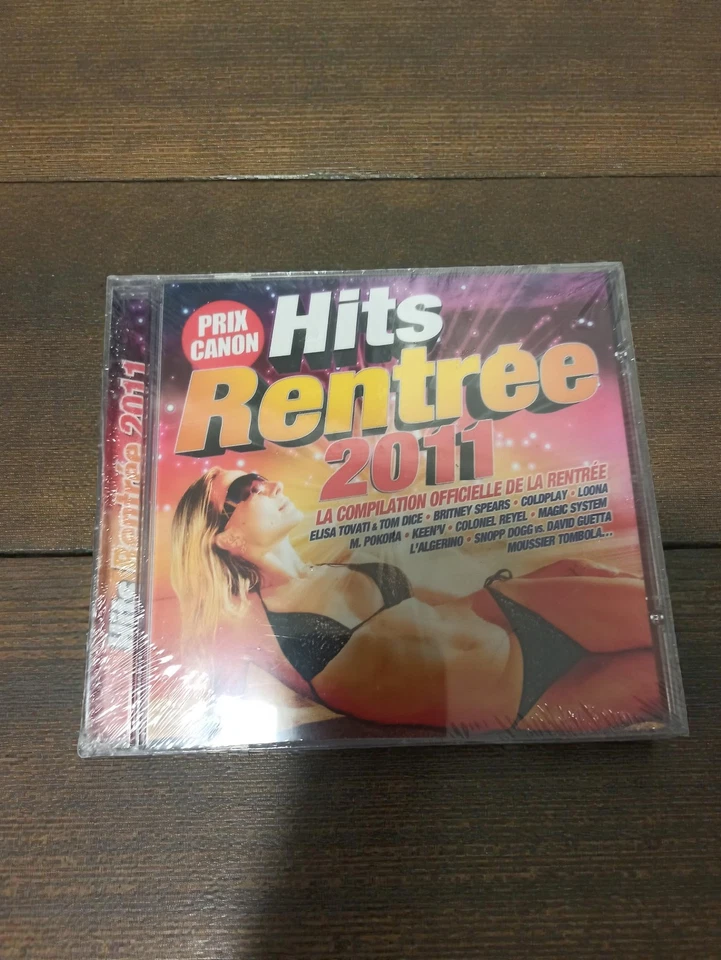 PRIX
CANON
Hits
Rentrée
2011
LA COMPILATION OFFICIELLE DE LA RENTRÉE
ELISA TOVATI & TOM DICE • BRITNEY SPEARS • COLDPLAY • LOONA
M. POKORA • KEEN'V • COLONEL REYEL • MAGIC SYSTEM
L'ALGERINO • SNOPP DOGG vs. DAVID GUETTA
MOUSSIER TOMBOLA...
Hits Rentrée 2011